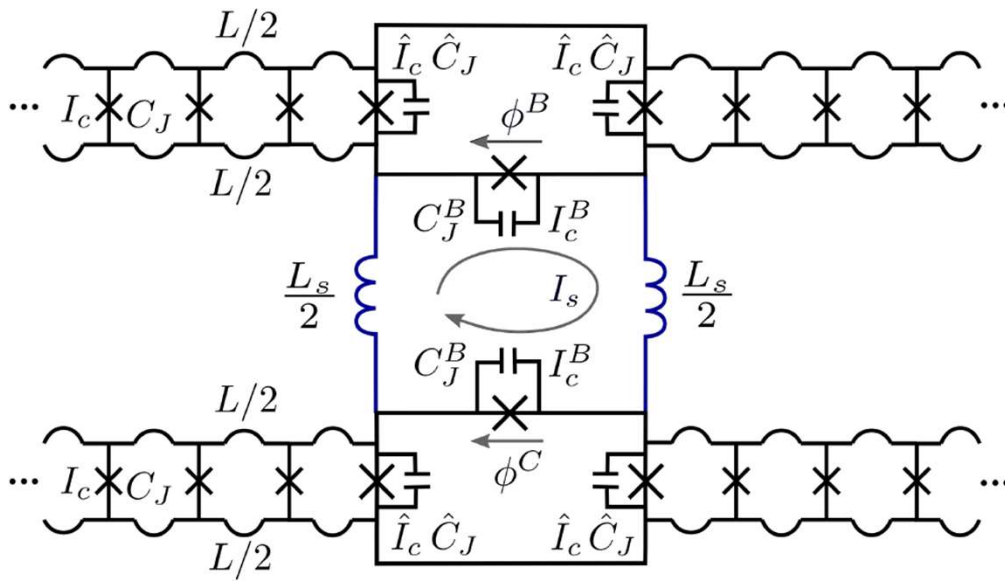 L/2
Î_c Ĉ_J
Î_c Ĉ_J
... I_c C_J
ϕ^B
...
L/2
C_J^B I_c^B
L_s/2
I_s
L_s/2
C_J^B I_c^B
L/2
... I_c C_J
ϕ^C
...
L/2
Î_c Ĉ_J
Î_c Ĉ_J